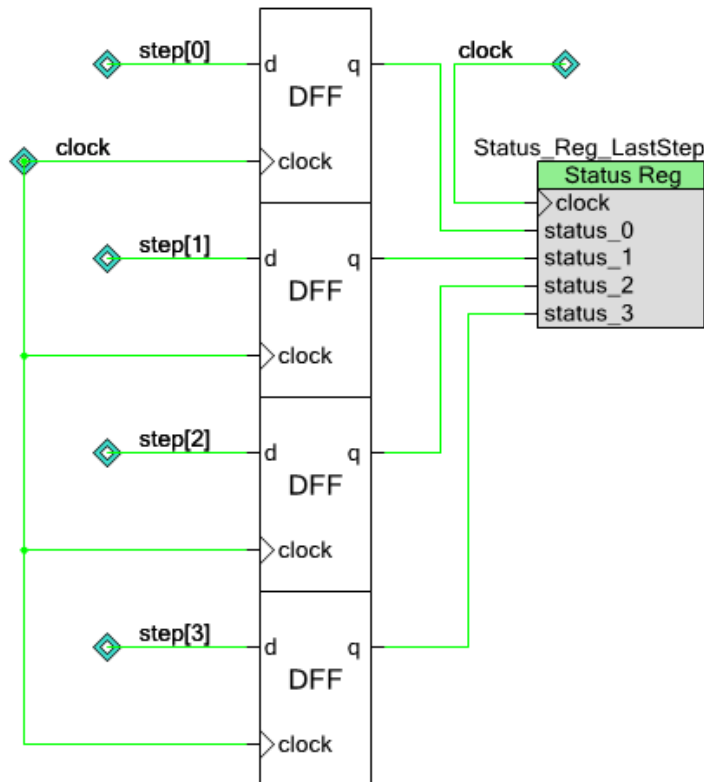 step[0]
d
q
DFF
clock
clock
step[1]
d
q
DFF
clock
step[2]
d
q
DFF
clock
step[3]
d
q
DFF
clock
clock
Status_Reg_LastStep
Status Reg
clock
status_0
status_1
status_2
status_3